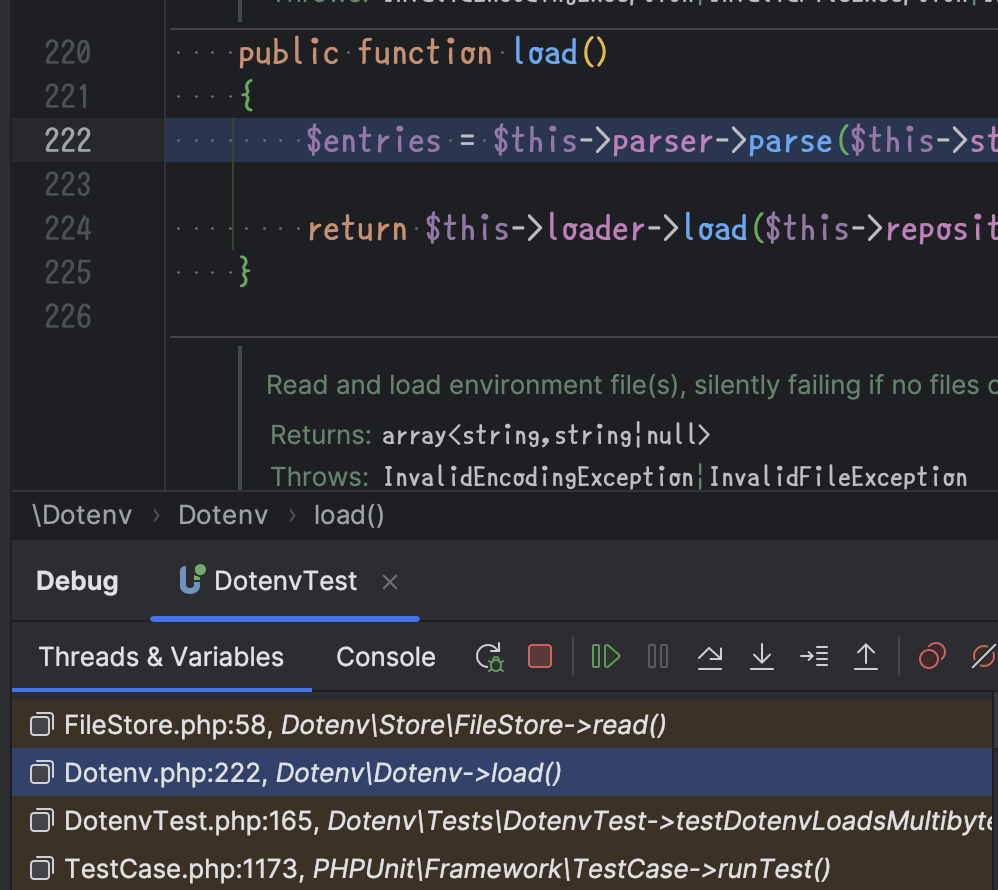 220 public function load()
221 {
222 $entries = $this->parser->parse($this->st
223
224 return $this->loader->load($this->reposit
225 }
226
Read and load environment file(s), silently failing if no files
Returns: array<string,string|null>
Throws: InvalidEncodingException|InvalidFileException
\Dotenv › Dotenv › load()
Debug DotenvTest ×
Threads & Variables Console
FileStore.php:58, Dotenv\Store\FileStore->read()
Dotenv.php:222, Dotenv\Dotenv->load()
DotenvTest.php:165, Dotenv\Tests\DotenvTest->testDotenvLoadsMultibyte
TestCase.php:1173, PHPUnit\Framework\TestCase->runTest()